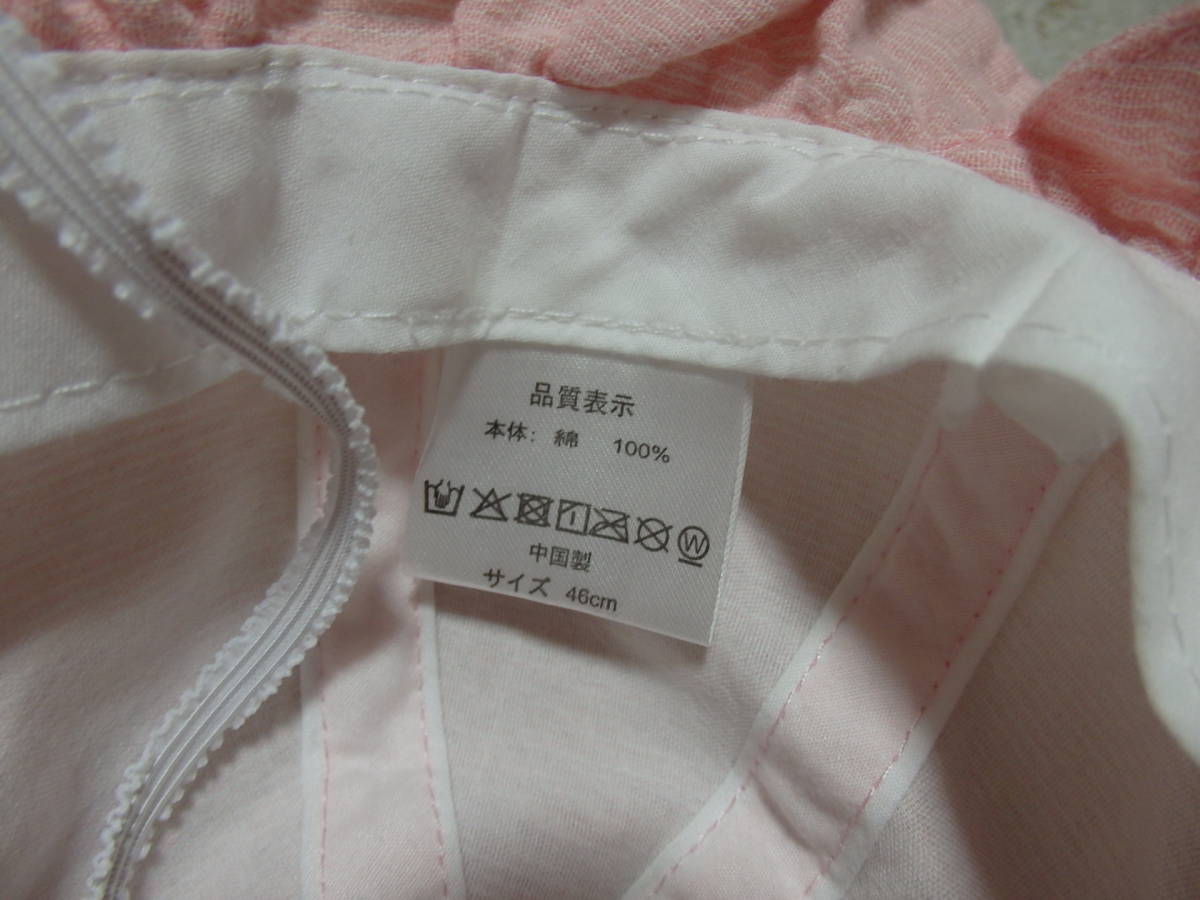 品質表示
本体: 綿 100%
W
中国製
サイズ 46cm